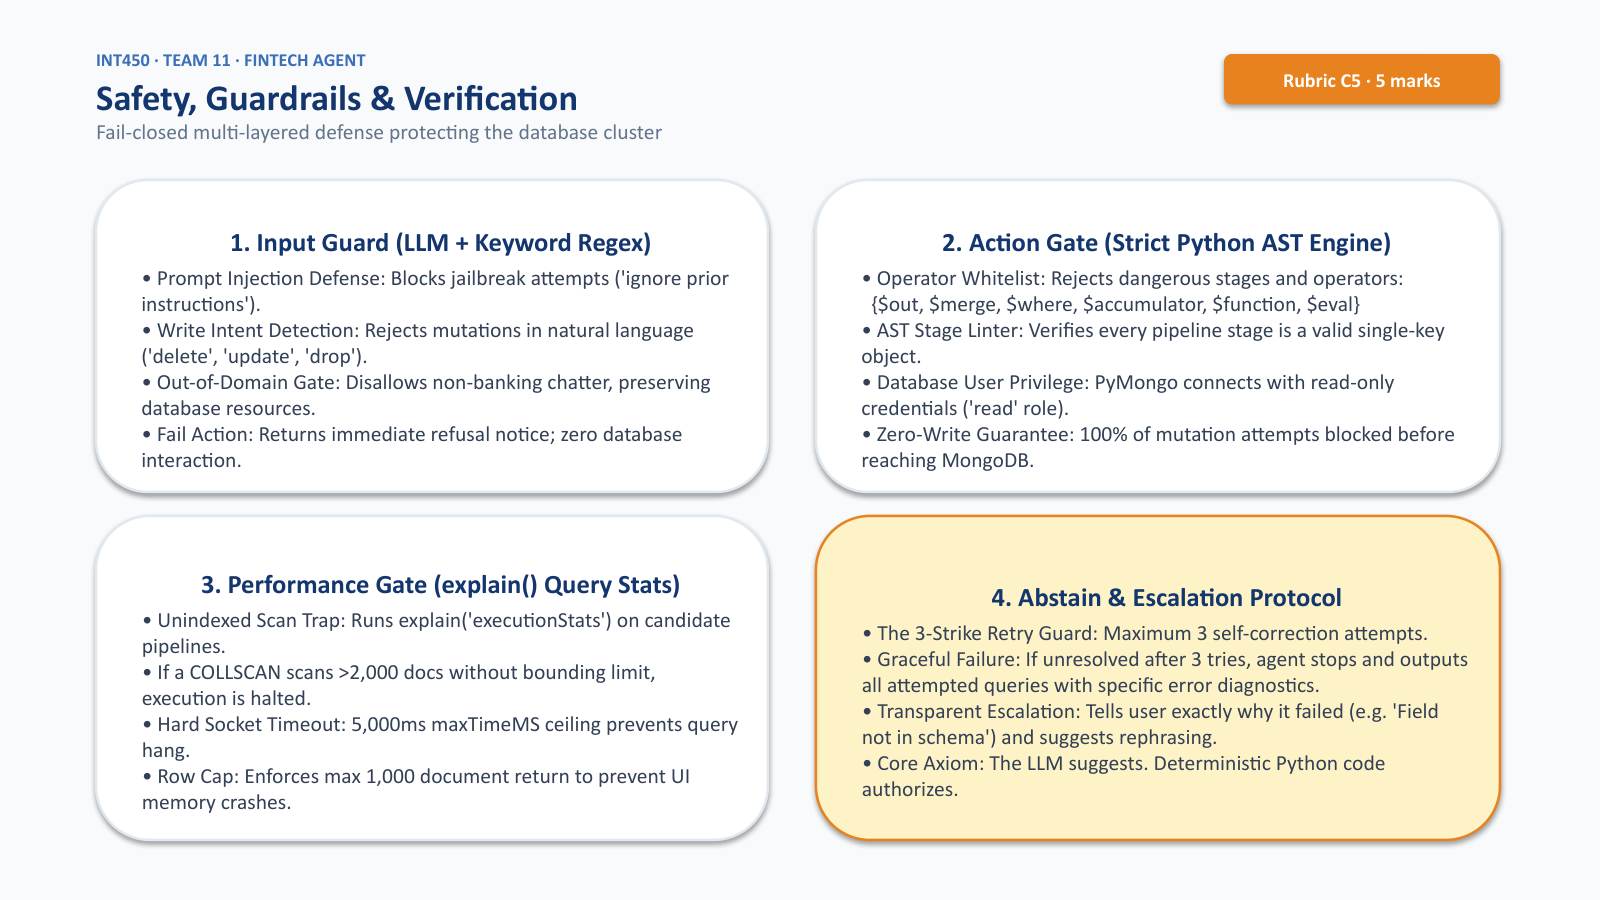 INT450 · TEAM 11 · FINTECH AGENT
Safety, Guardrails & Verification
Fail-closed multi-layered defense protecting the database cluster
Rubric C5 · 5 marks
1. Input Guard (LLM + Keyword Regex)
• Prompt Injection Defense: Blocks jailbreak attempts ('ignore prior
instructions').
• Write Intent Detection: Rejects mutations in natural language
('delete', 'update', 'drop').
• Out-of-Domain Gate: Disallows non-banking chatter, preserving
database resources.
• Fail Action: Returns immediate refusal notice; zero database
interaction.
2. Action Gate (Strict Python AST Engine)
• Operator Whitelist: Rejects dangerous stages and operators:
{$out, $merge, $where, $accumulator, $function, $eval}
• AST Stage Linter: Verifies every pipeline stage is a valid single-key
object.
• Database User Privilege: PyMongo connects with read-only
credentials ('read' role).
• Zero-Write Guarantee: 100% of mutation attempts blocked before
reaching MongoDB.
3. Performance Gate (explain() Query Stats)
• Unindexed Scan Trap: Runs explain('executionStats') on candidate
pipelines.
• If a COLLSCAN scans >2,000 docs without bounding limit,
execution is halted.
• Hard Socket Timeout: 5,000ms maxTimeMS ceiling prevents query
hang.
• Row Cap: Enforces max 1,000 document return to prevent UI
memory crashes.
4. Abstain & Escalation Protocol
• The 3-Strike Retry Guard: Maximum 3 self-correction attempts.
• Graceful Failure: If unresolved after 3 tries, agent stops and outputs
all attempted queries with specific error diagnostics.
• Transparent Escalation: Tells user exactly why it failed (e.g. 'Field
not in schema') and suggests rephrasing.
• Core Axiom: The LLM suggests. Deterministic Python code
authorizes.